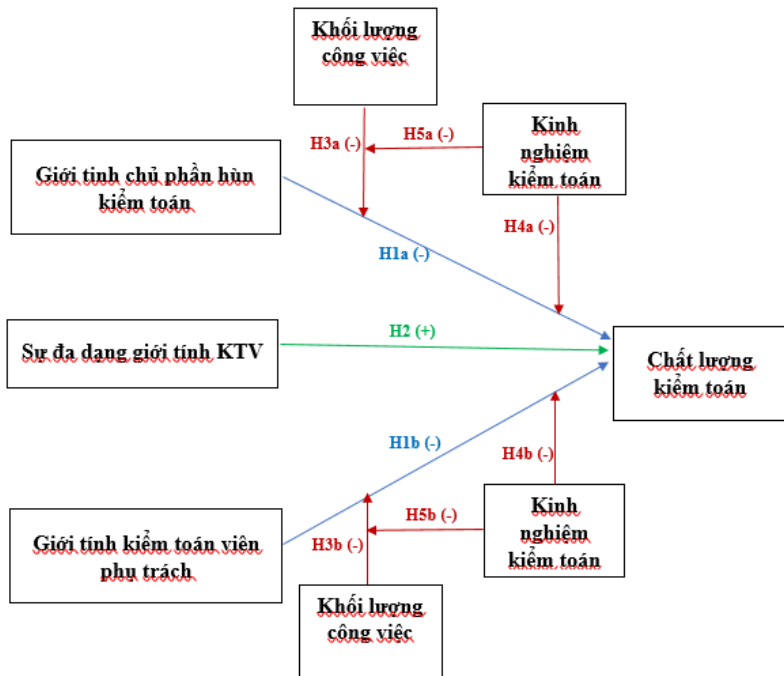 Khối lượng
công việc
H3a (-)
H5a (-)
Kinh
nghiệm
kiểm toán
Giới tinh chủ phần hùn
kiểm toán
H4a (-)
H1a (-)
H2 (+)
Sự đa dạng giới tính KTV
Chất lượng
kiểm toán
H1b (-)
H4b (-)
Giới tính kiểm toán viên
phụ trách
H3b (-)
H5b (-)
Kinh
nghiệm
kiểm toán
Khối lượng
công việc